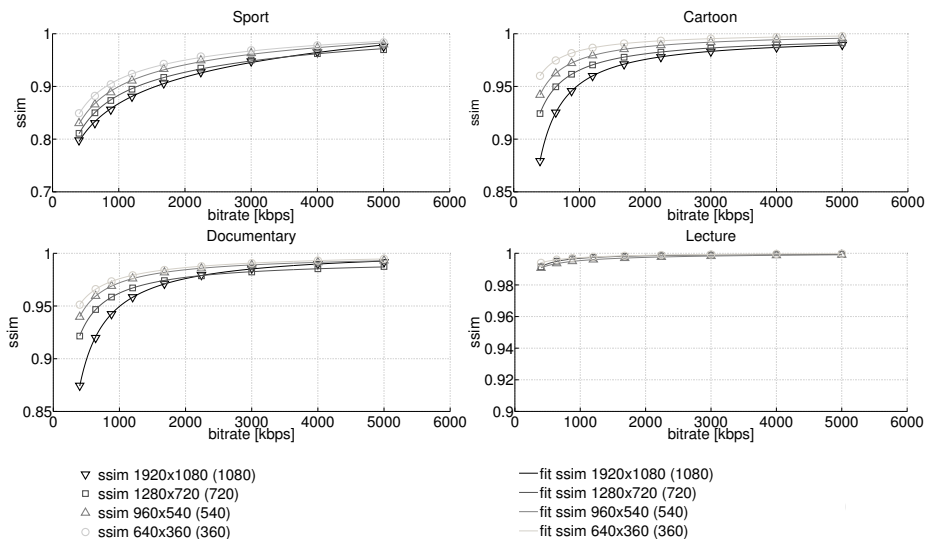 Sport
1
0.9
0.8
0.7
ssim
0 1000 2000 3000 4000 5000 6000
bitrate [kbps]
Cartoon
1
0.95
0.9
0.85
ssim
0 1000 2000 3000 4000 5000 6000
bitrate [kbps]
Documentary
1
0.95
0.9
0.85
ssim
0 1000 2000 3000 4000 5000 6000
bitrate [kbps]
Lecture
1
0.98
0.96
0.94
0.92
0.9
ssim
0 1000 2000 3000 4000 5000 6000
bitrate [kbps]
ssim 1920x1080 (1080)
ssim 1280x720 (720)
ssim 960x540 (540)
ssim 640x360 (360)
fit ssim 1920x1080 (1080)
fit ssim 1280x720 (720)
fit ssim 960x540 (540)
fit ssim 640x360 (360)